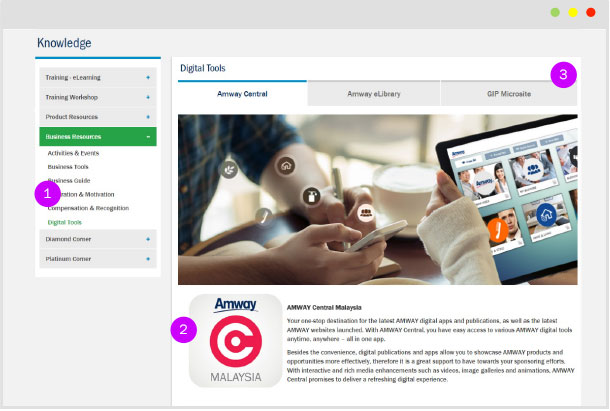 Knowledge
Training - eLearning +
Training Workshop +
Product Resources +
Business Resources –
Activities & Events
Business Tools
Business Guide
1
& Motivation
Compensation & Recognition
Digital Tools
Diamond Corner +
Platinum Corner +
Digital Tools
3
Amway Central
Amway eLibrary
GIP Microsite
Amway
2
Amway
MALAYSIA
AMWAY Central Malaysia
Your one-stop destination for the latest AMWAY digital apps and publications, as well as the latest
AMWAY websites launched. With AMWAY Central, you have easy access to various AMWAY digital tools
anytime, anywhere – all in one app.
Besides the convenience, digital publications and apps allow you to showcase AMWAY products and
opportunities more effectively, therefore it is a great support to have towards your sponsoring efforts.
With interactive and rich media enhancements such as videos, image galleries and animations, AMWAY
Central promises to deliver a refreshing digital experience.